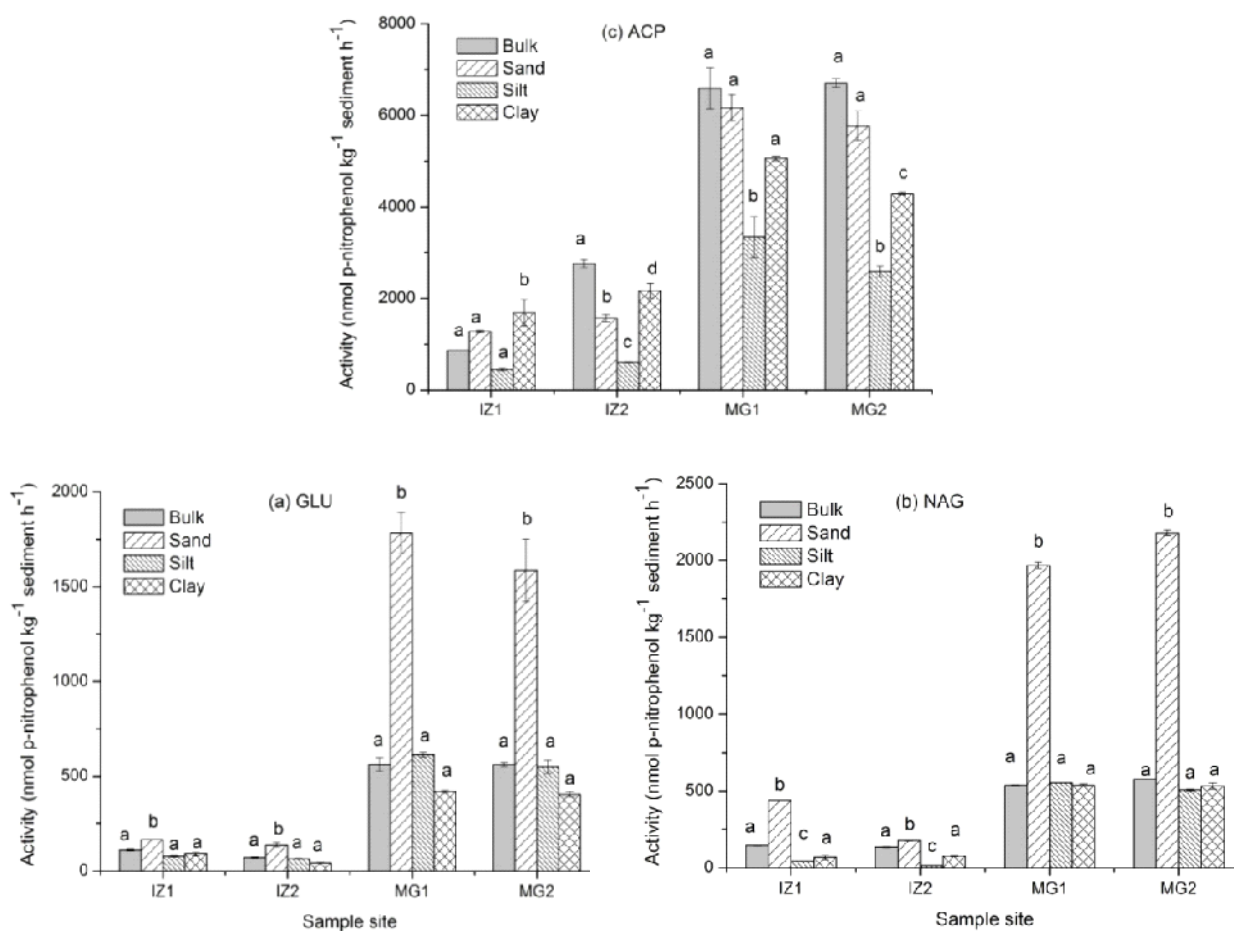 (c) ACP
Bulk
Sand
Silt
Clay
Activity (nmol p-nitrophenol kg⁻¹ sediment h⁻¹)
8000
6000
4000
2000
0
a a a b
a b c d
a a b a
a a b c
IZ1 IZ2 MG1 MG2
(a) GLU
Bulk
Sand
Silt
Clay
Activity (nmol p-nitrophenol kg⁻¹ sediment h⁻¹)
2000
1500
1000
500
0
a b a a
a b a a
a b a a
a b a a
IZ1 IZ2 MG1 MG2
Sample site
(b) NAG
Bulk
Sand
Silt
Clay
Activity (nmol p-nitrophenol kg⁻¹ sediment h⁻¹)
2500
2000
1500
1000
500
0
a b c a
a b c a
a b a a
a b a a
IZ1 IZ2 MG1 MG2
Sample site